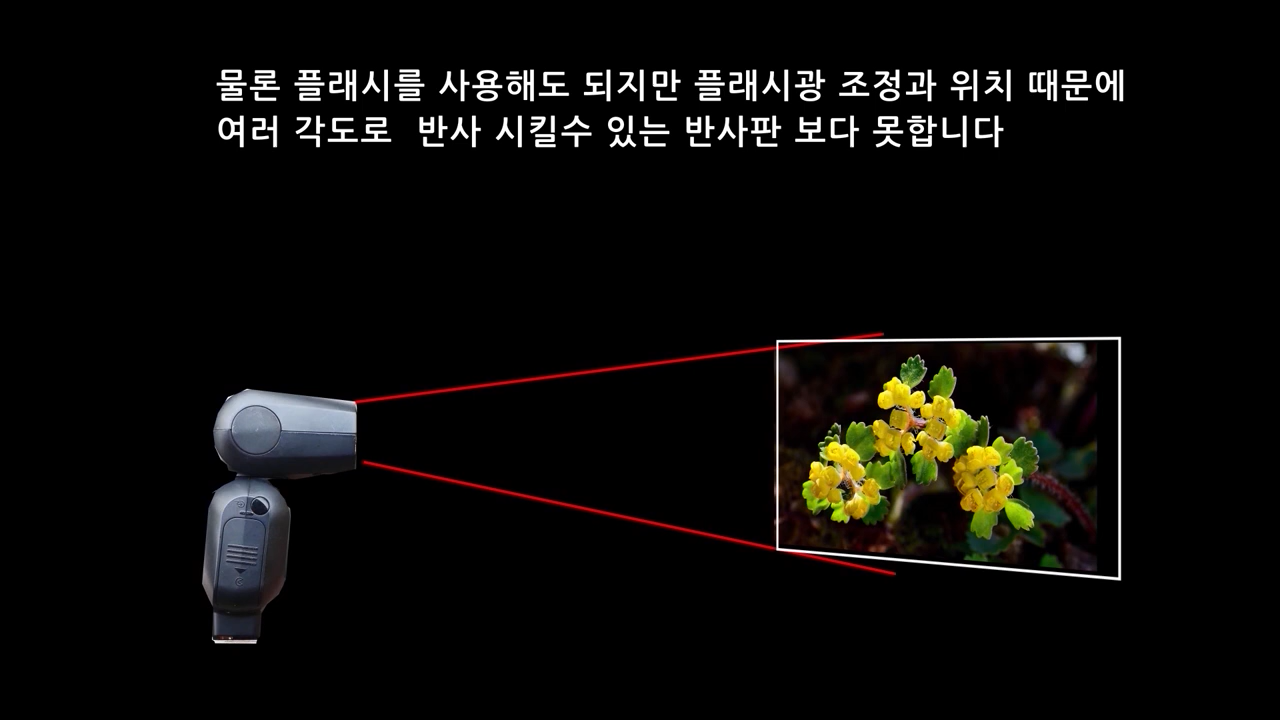 물론 플래시를 사용해도 되지만 플래시광 조정과 위치 때문에
여러 각도로  반사 시킬수 있는 반사판 보다 못합니다